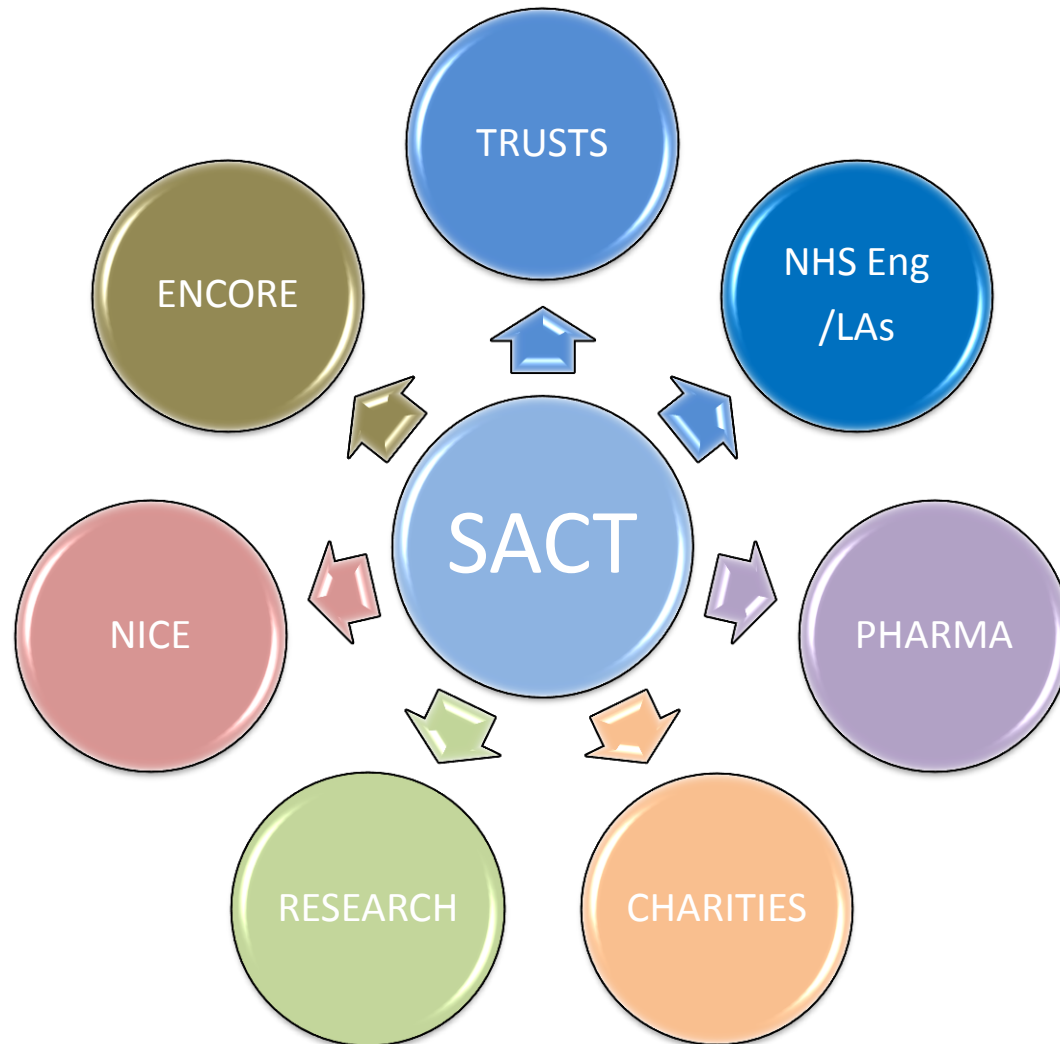 TRUSTS
NHS Eng
/LAs
ENCORE
SACT
NICE
PHARMA
RESEARCH
CHARITIES